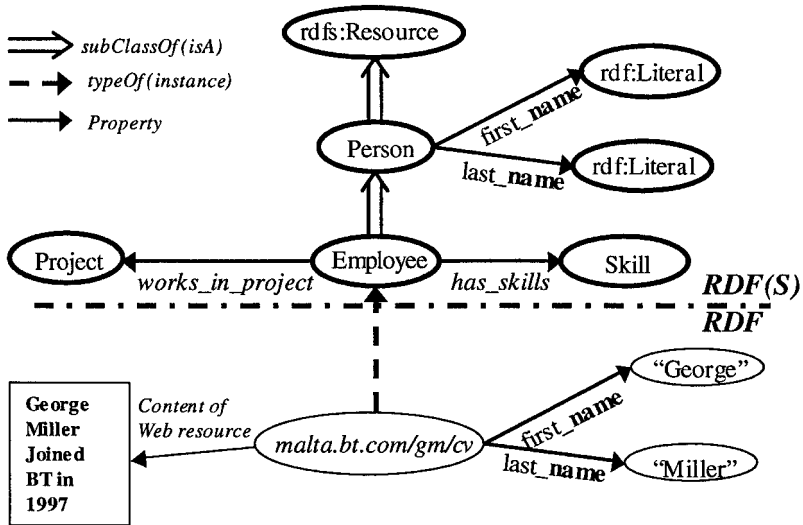 rdfs:Resource
subClassOf(isA)
typeOf(instance)
Property
rdf:Literal
first_name
Person
last_name
rdf:Literal
Project
works_in_project
Employee
has_skills
Skill
RDF(S)
RDF
George
Miller
Joined
BT in
1997
Content of
Web resource
malta.bt.com/gm/cv
first_name
"George"
last_name
"Miller"